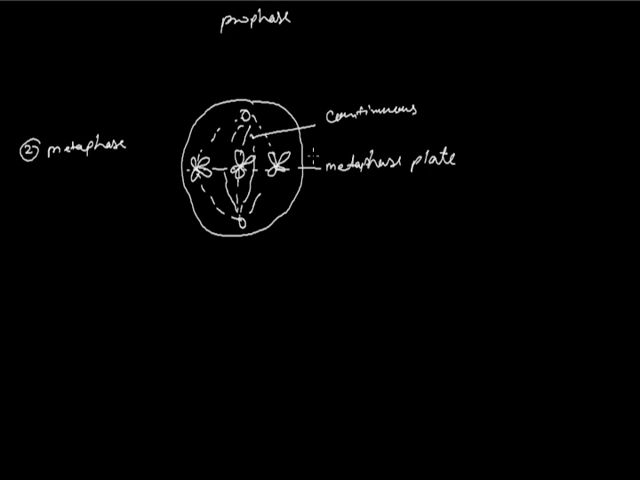 prophase
continuous
② metaphase
metaphase plate